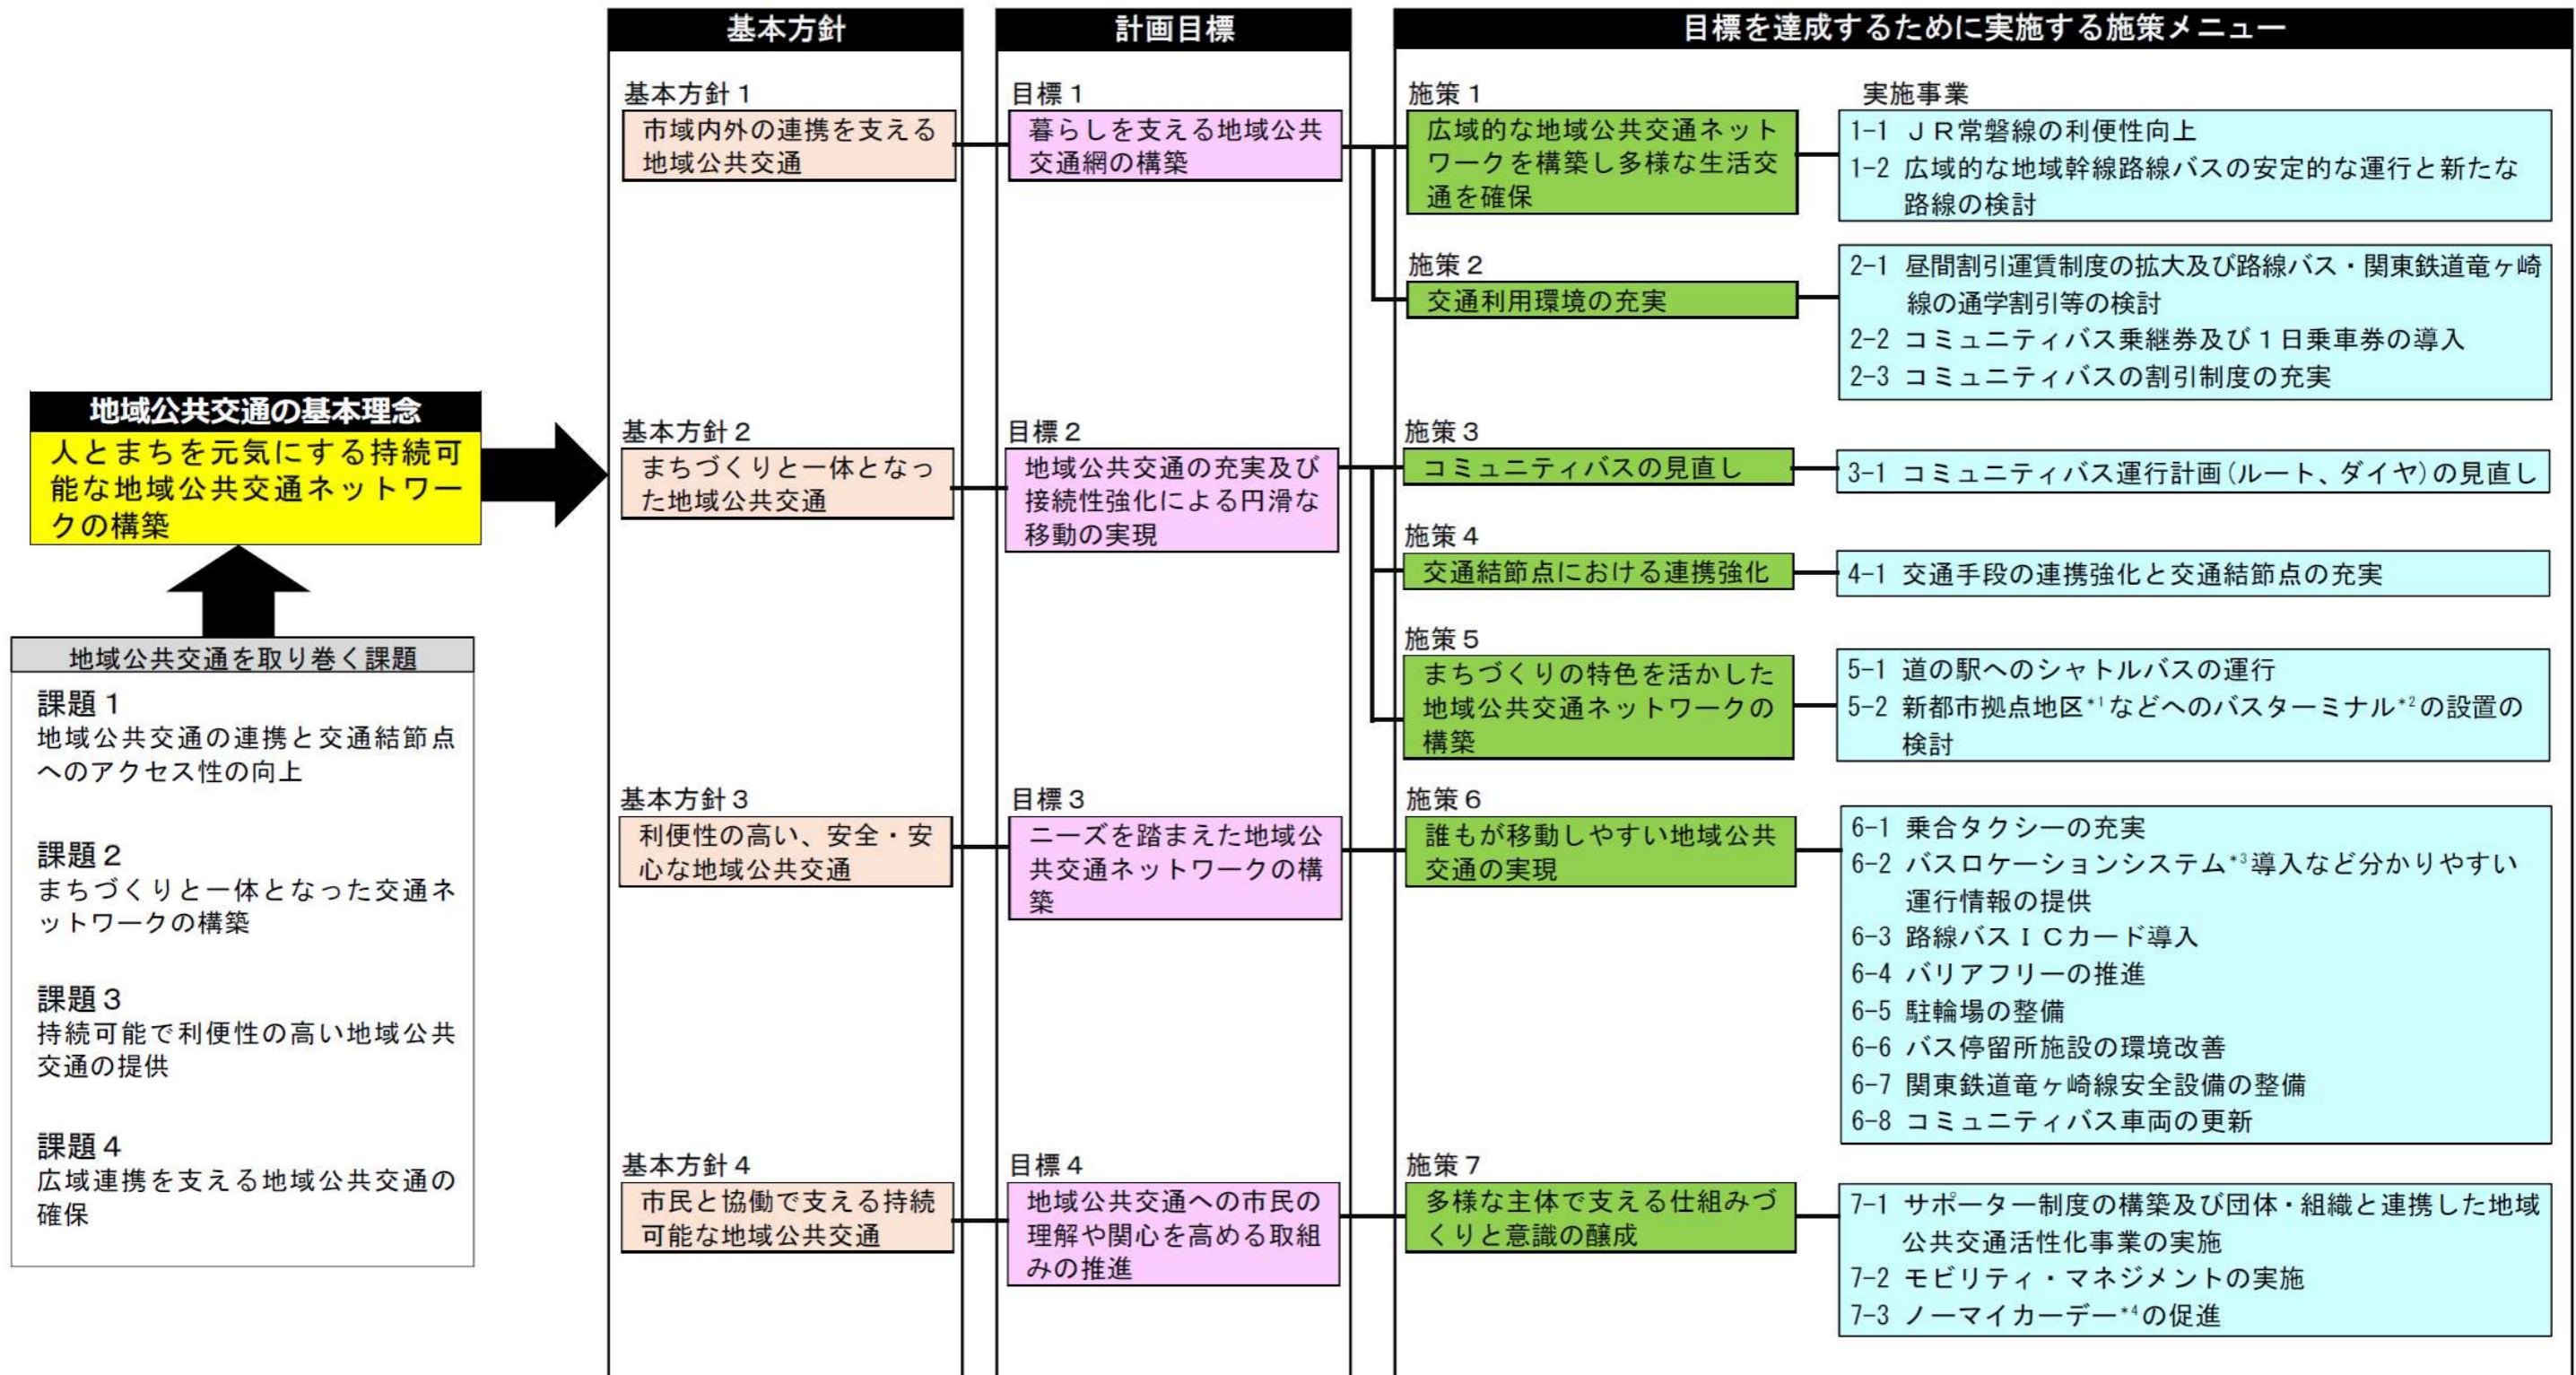 地域公共交通の基本理念
人とまちを元気にする持続可
能な地域公共交通ネットワー
クの構築
地域公共交通を取り巻く課題
課題１
地域公共交通の連携と交通結節点
へのアクセス性の向上
課題２
まちづくりと一体となった交通ネ
ットワークの構築
課題３
持続可能で利便性の高い地域公共
交通の提供
課題４
広域連携を支える地域公共交通の
確保
基本方針
基本方針１
市域内外の連携を支える
地域公共交通
基本方針２
まちづくりと一体となっ
た地域公共交通
基本方針３
利便性の高い、安全・安
心な地域公共交通
基本方針４
市民と協働で支える持続
可能な地域公共交通
計画目標
目標１
暮らしを支える地域公共
交通網の構築
目標２
地域公共交通の充実及び
接続性強化による円滑な
移動の実現
目標３
ニーズを踏まえた地域公
共交通ネットワークの構
築
目標４
地域公共交通への市民の
理解や関心を高める取組
みの推進
目標を達成するために実施する施策メニュー
施策１
広域的な地域公共交通ネット
ワークを構築し多様な生活交
通を確保
施策２
交通利用環境の充実
施策３
コミュニティバスの見直し
施策４
交通結節点における連携強化
施策５
まちづくりの特色を活かした
地域公共交通ネットワークの
構築
施策６
誰もが移動しやすい地域公共
交通の実現
施策７
多様な主体で支える仕組みづ
くりと意識の醸成
実施事業
1-1 ＪＲ常磐線の利便性向上
1-2 広域的な地域幹線路線バスの安定的な運行と新たな
路線の検討
2-1 昼間割引運賃制度の拡大及び路線バス・関東鉄道竜ヶ崎
線の通学割引等の検討
2-2 コミュニティバス乗継券及び１日乗車券の導入
2-3 コミュニティバスの割引制度の充実
3-1 コミュニティバス運行計画(ルート、ダイヤ)の見直し
4-1 交通手段の連携強化と交通結節点の充実
5-1 道の駅へのシャトルバスの運行
5-2 新都市拠点地区*1などへのバスターミナル*2の設置の
検討
6-1 乗合タクシーの充実
6-2 バスロケーションシステム*3導入など分かりやすい
運行情報の提供
6-3 路線バスＩＣカード導入
6-4 バリアフリーの推進
6-5 駐輪場の整備
6-6 バス停留所施設の環境改善
6-7 関東鉄道竜ヶ崎線安全設備の整備
6-8 コミュニティバス車両の更新
7-1 サポーター制度の構築及び団体・組織と連携した地域
公共交通活性化事業の実施
7-2 モビリティ・マネジメントの実施
7-3 ノーマイカーデー*4の促進